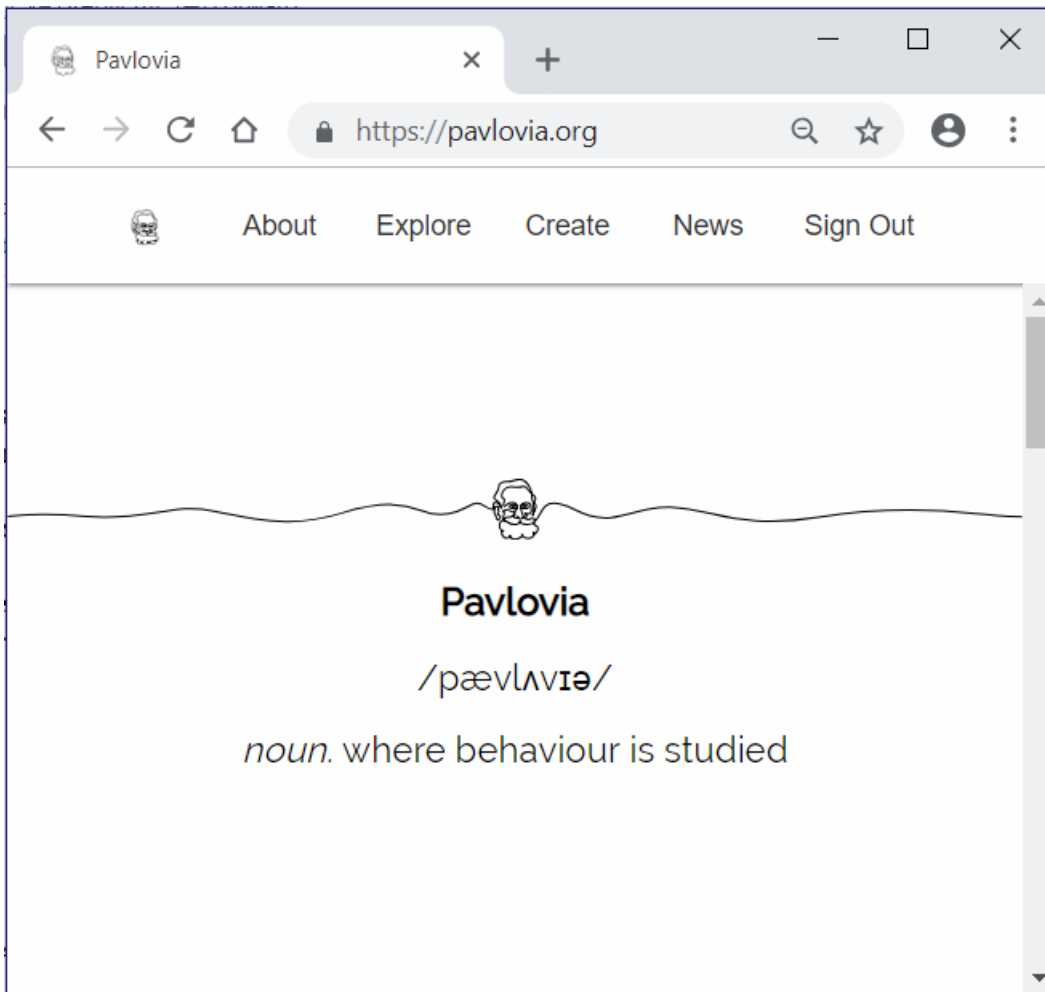 Pavlovia
https://pavlovia.org
About Explore Create News Sign Out
Pavlovia
/pævlʌvɪə/
noun. where behaviour is studied